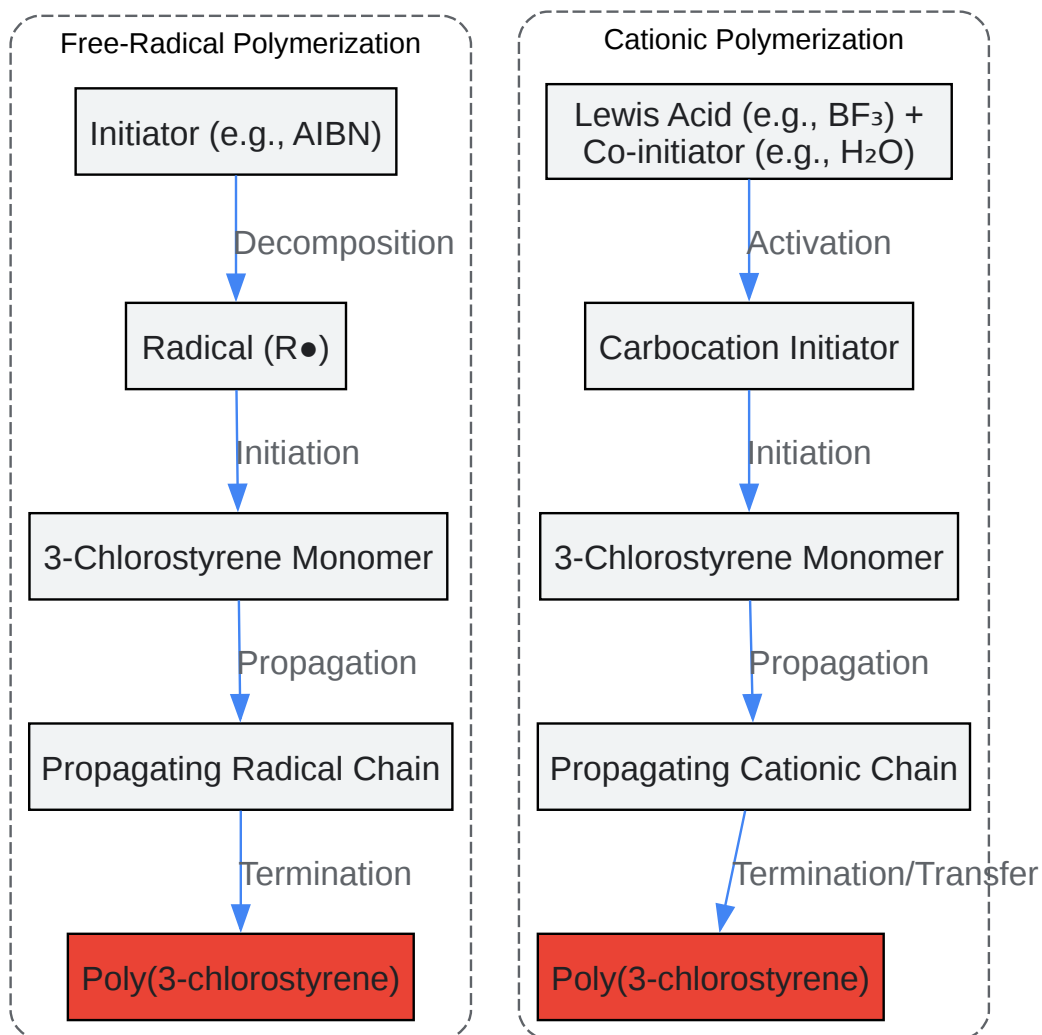 Free-Radical Polymerization
Initiator (e.g., AIBN)
Decomposition
Radical (R●)
Initiation
3-Chlorostyrene Monomer
Propagation
Propagating Radical Chain
Termination
Poly(3-chlorostyrene)
Cationic Polymerization
Lewis Acid (e.g., BF₃) +
Co-initiator (e.g., H₂O)
Activation
Carbocation Initiator
Initiation
3-Chlorostyrene Monomer
Propagation
Propagating Cationic Chain
Termination/Transfer
Poly(3-chlorostyrene)